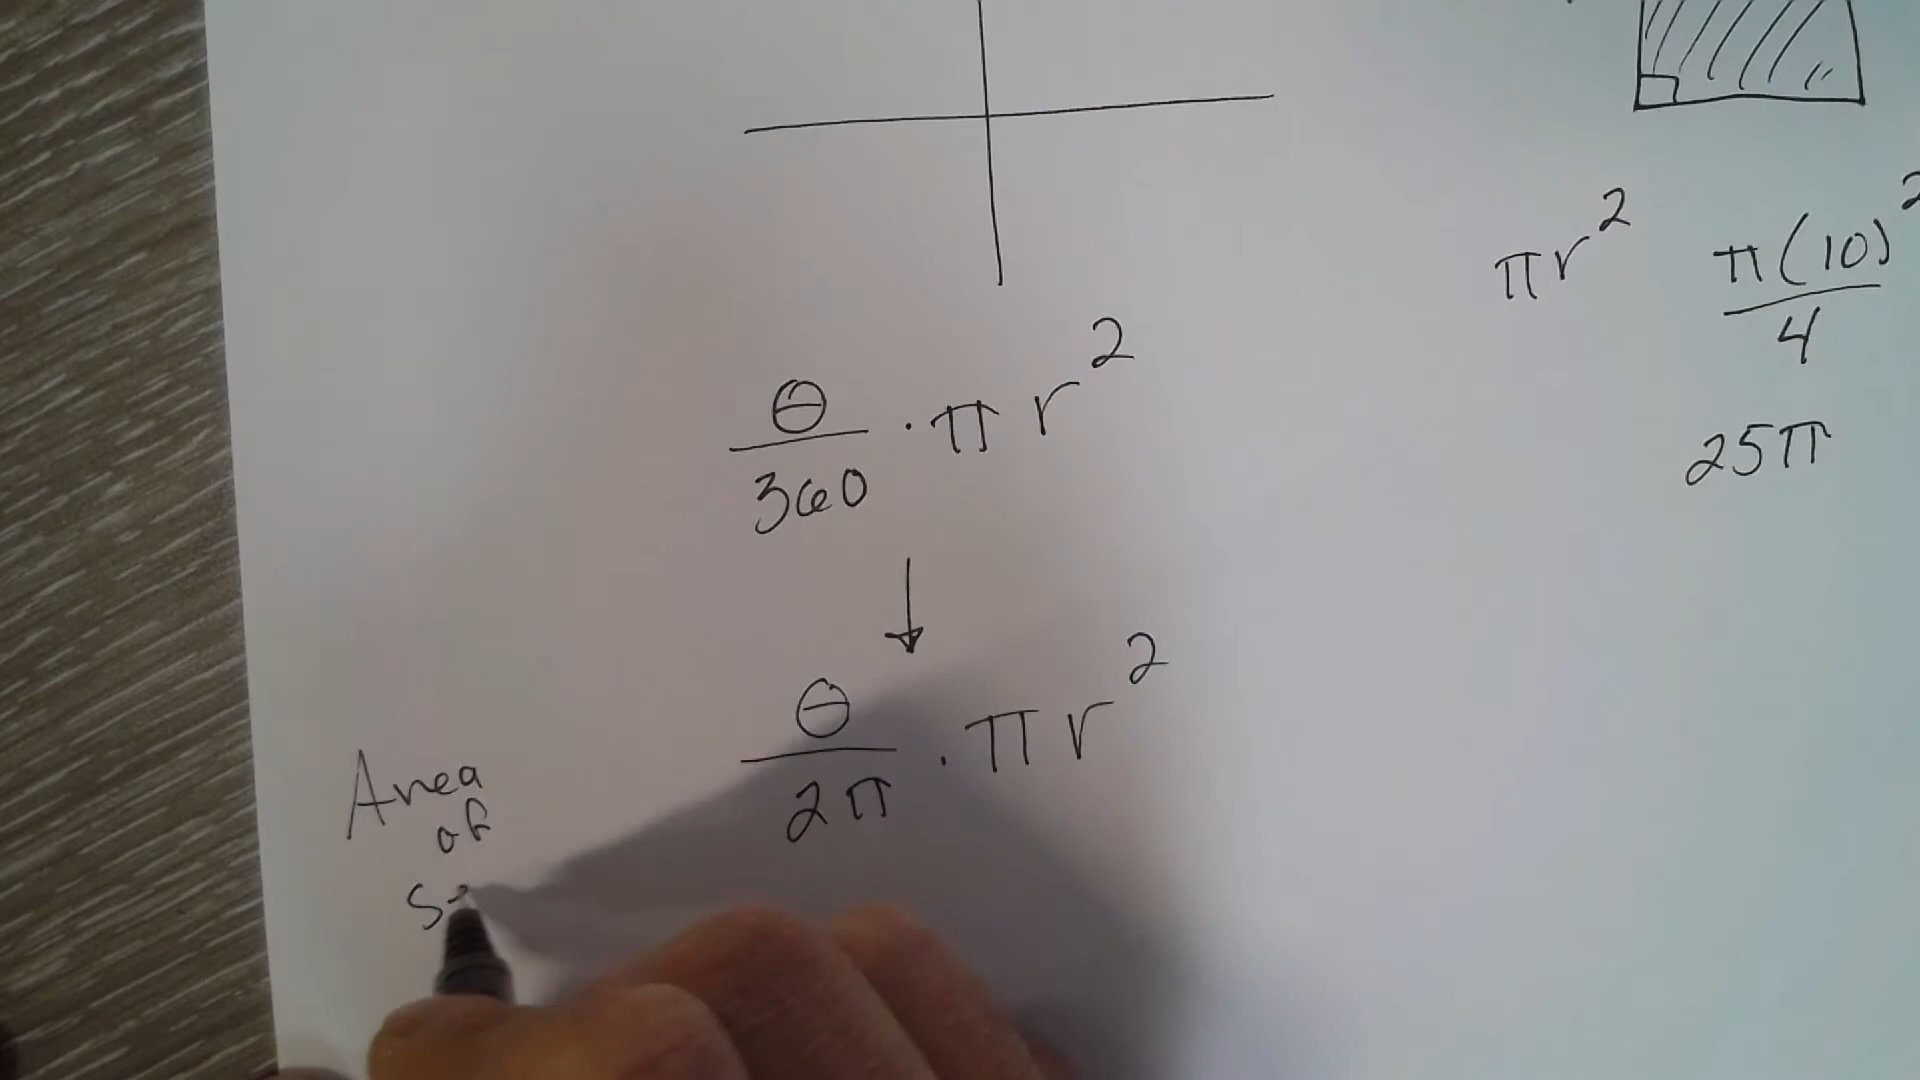 θ/360 · πr²
θ/2π · πr²
Area
of
πr²
π(10)²/4
25π